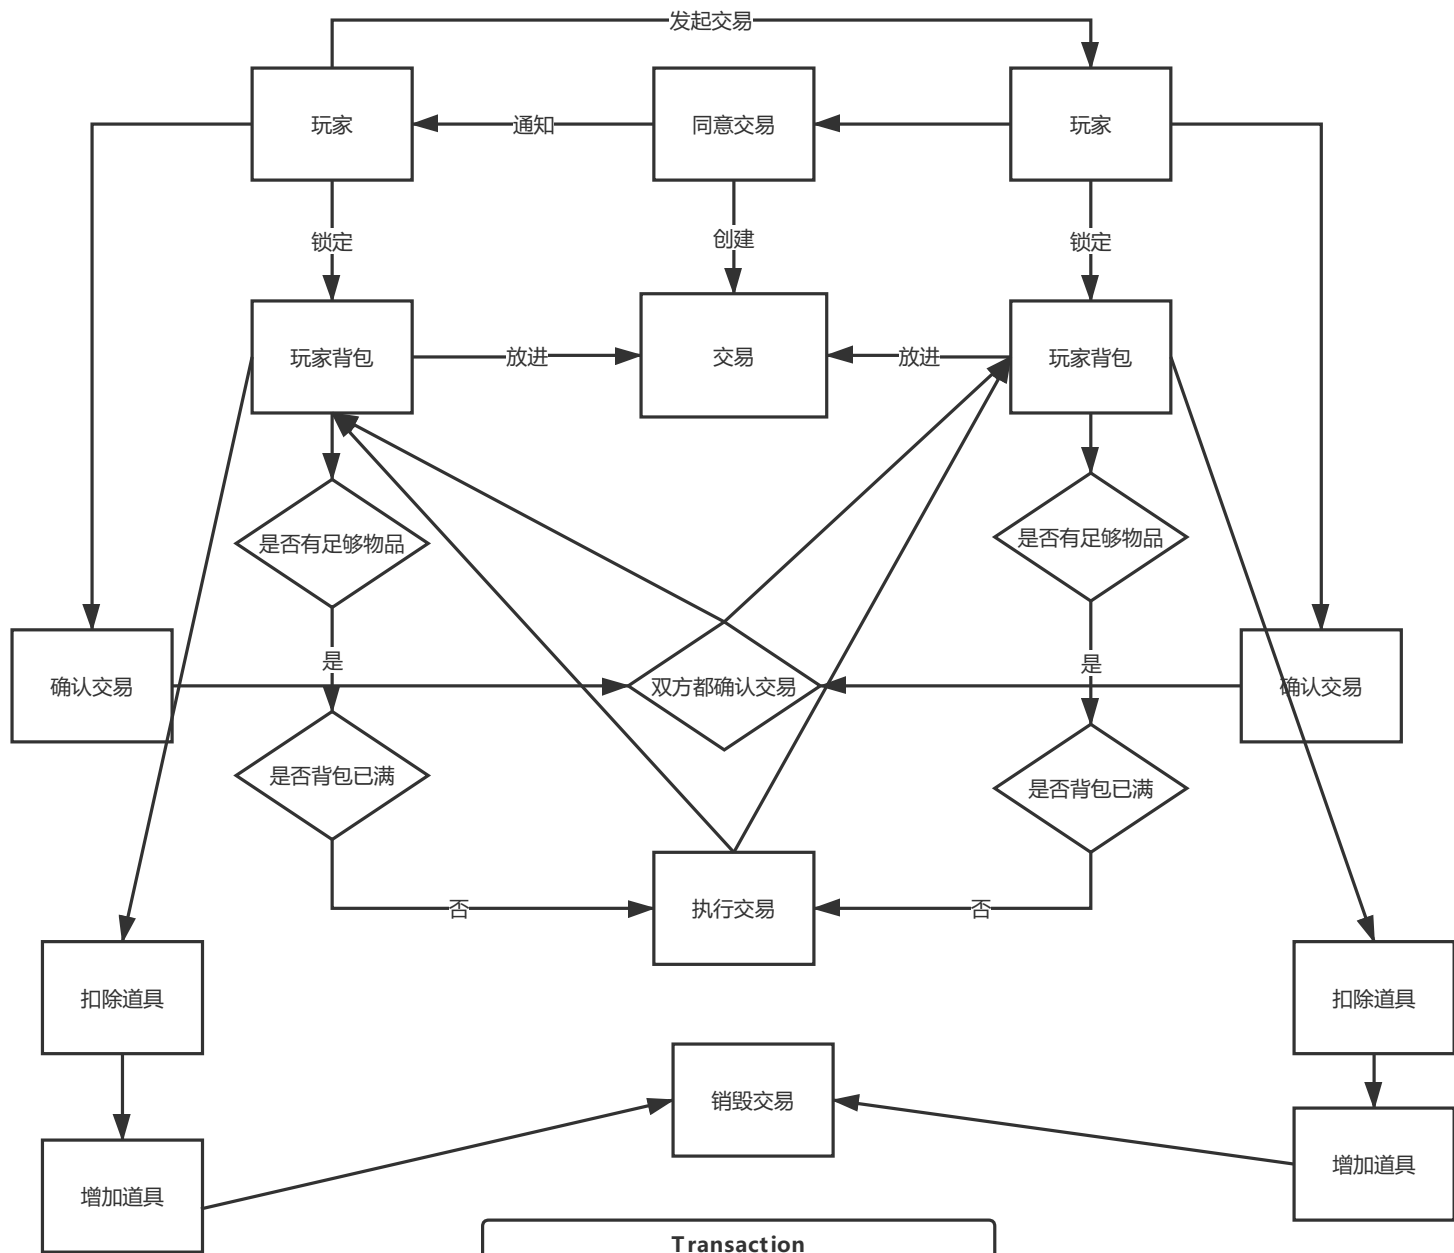 发起交易
玩家
通知
同意交易
玩家
锁定
创建
锁定
玩家背包
放进
交易
放进
玩家背包
是否有足够物品
是否有足够物品
是
是
确认交易
双方都确认交易
确认交易
是否背包已满
是否背包已满
否
执行交易
否
扣除道具
扣除道具
销毁交易
增加道具
增加道具
Transaction